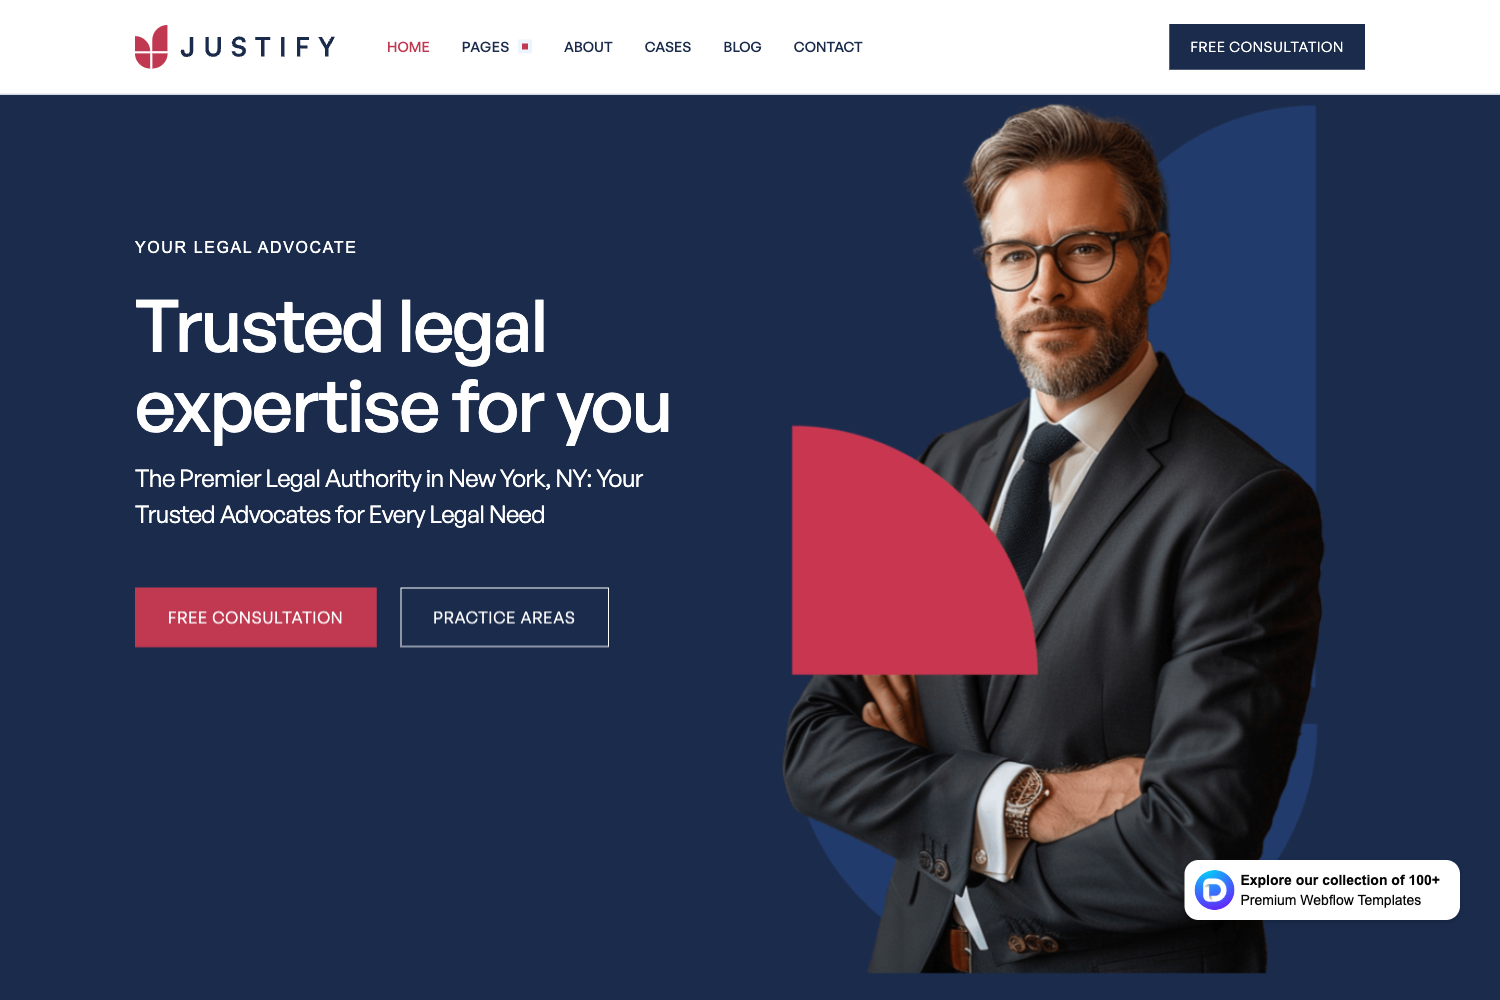 JUSTIFY
HOME
PAGES
ABOUT
CASES
BLOG
CONTACT
FREE CONSULTATION
YOUR LEGAL ADVOCATE
Trusted legal
expertise for you
The Premier Legal Authority in New York, NY: Your
Trusted Advocates for Every Legal Need
FREE CONSULTATION
PRACTICE AREAS
Explore our collection of 100+
Premium Webflow Templates